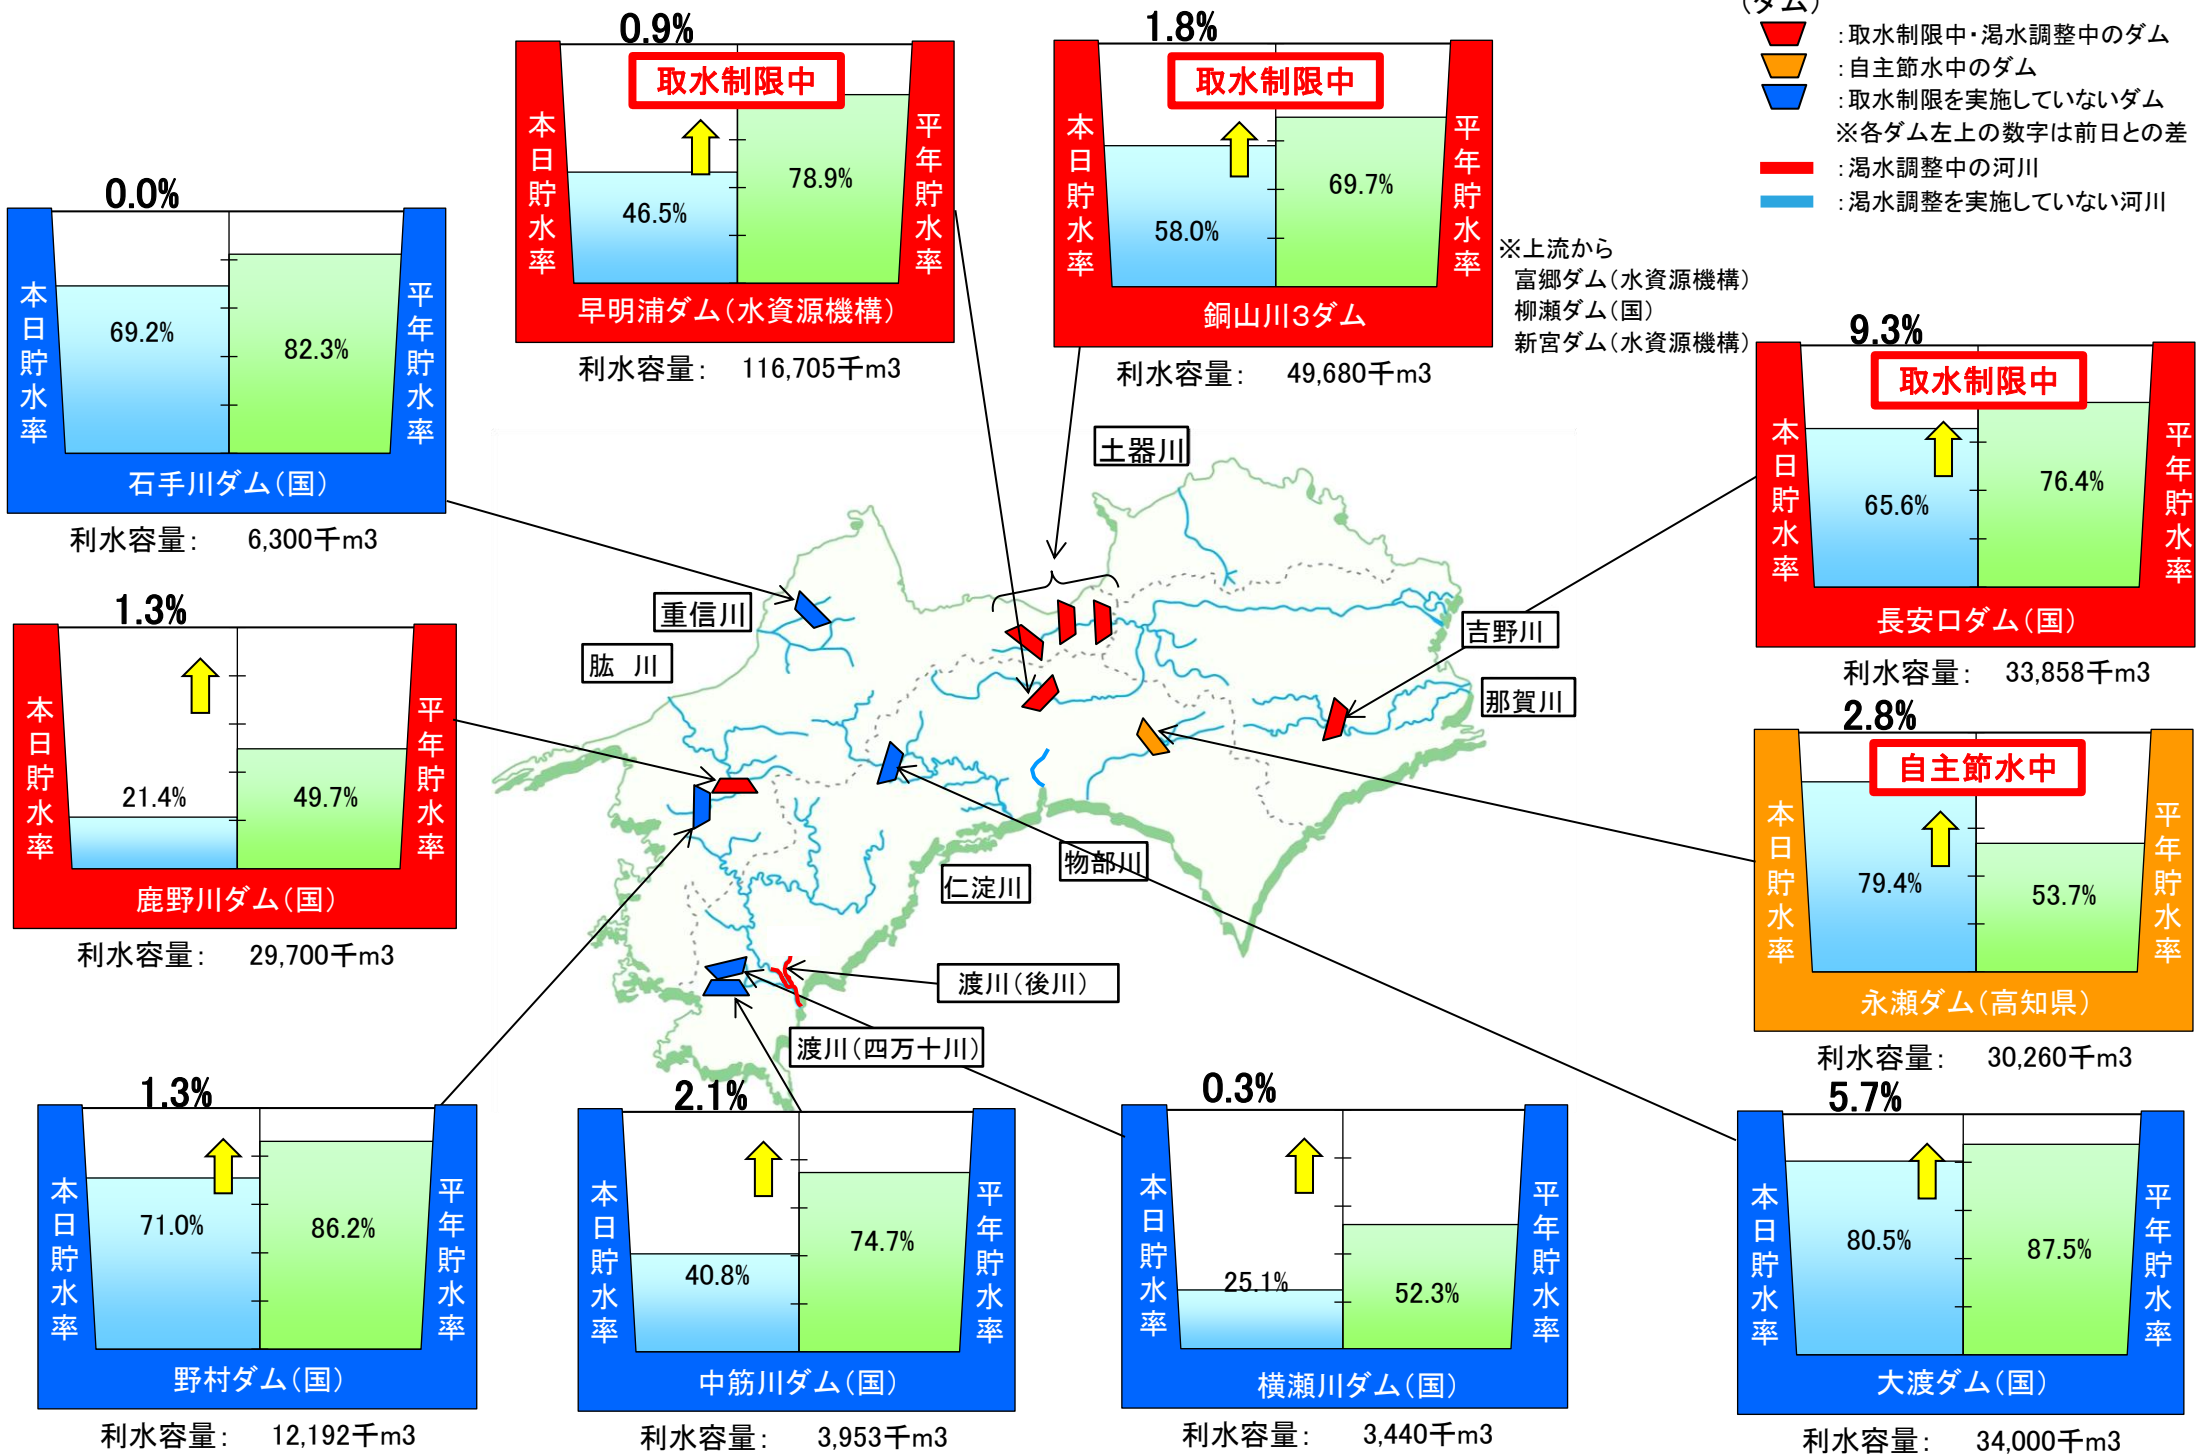 (ダム)
:取水制限中・渇水調整中のダム
:自主節水中のダム
:取水制限を実施していないダム
※各ダム左上の数字は前日との差
:渇水調整中の河川
:渇水調整を実施していない河川
0.9%
取水制限中
本日貯水率
46.5%
78.9%
平年貯水率
早明浦ダム(水資源機構)
利水容量: 116,705千m3
1.8%
取水制限中
本日貯水率
58.0%
69.7%
平年貯水率
銅山川3ダム
利水容量: 49,680千m3
※上流から
富郷ダム(水資源機構)
柳瀬ダム(国)
新宮ダム(水資源機構)
0.0%
本日貯水率
69.2%
82.3%
平年貯水率
石手川ダム(国)
利水容量: 6,300千m3
9.3%
取水制限中
本日貯水率
65.6%
76.4%
平年貯水率
長安口ダム(国)
利水容量: 33,858千m3
1.3%
本日貯水率
21.4%
49.7%
平年貯水率
鹿野川ダム(国)
利水容量: 29,700千m3
2.8%
自主節水中
本日貯水率
79.4%
53.7%
平年貯水率
永瀬ダム(高知県)
利水容量: 30,260千m3
土器川
重信川
肱 川
吉野川
那賀川
物部川
仁淀川
渡川(後川)
渡川(四万十川)
1.3%
本日貯水率
71.0%
86.2%
平年貯水率
野村ダム(国)
利水容量: 12,192千m3
2.1%
本日貯水率
40.8%
74.7%
平年貯水率
中筋川ダム(国)
利水容量: 3,953千m3
0.3%
本日貯水率
25.1%
52.3%
平年貯水率
横瀬川ダム(国)
利水容量: 3,440千m3
5.7%
本日貯水率
80.5%
87.5%
平年貯水率
大渡ダム(国)
利水容量: 34,000千m3